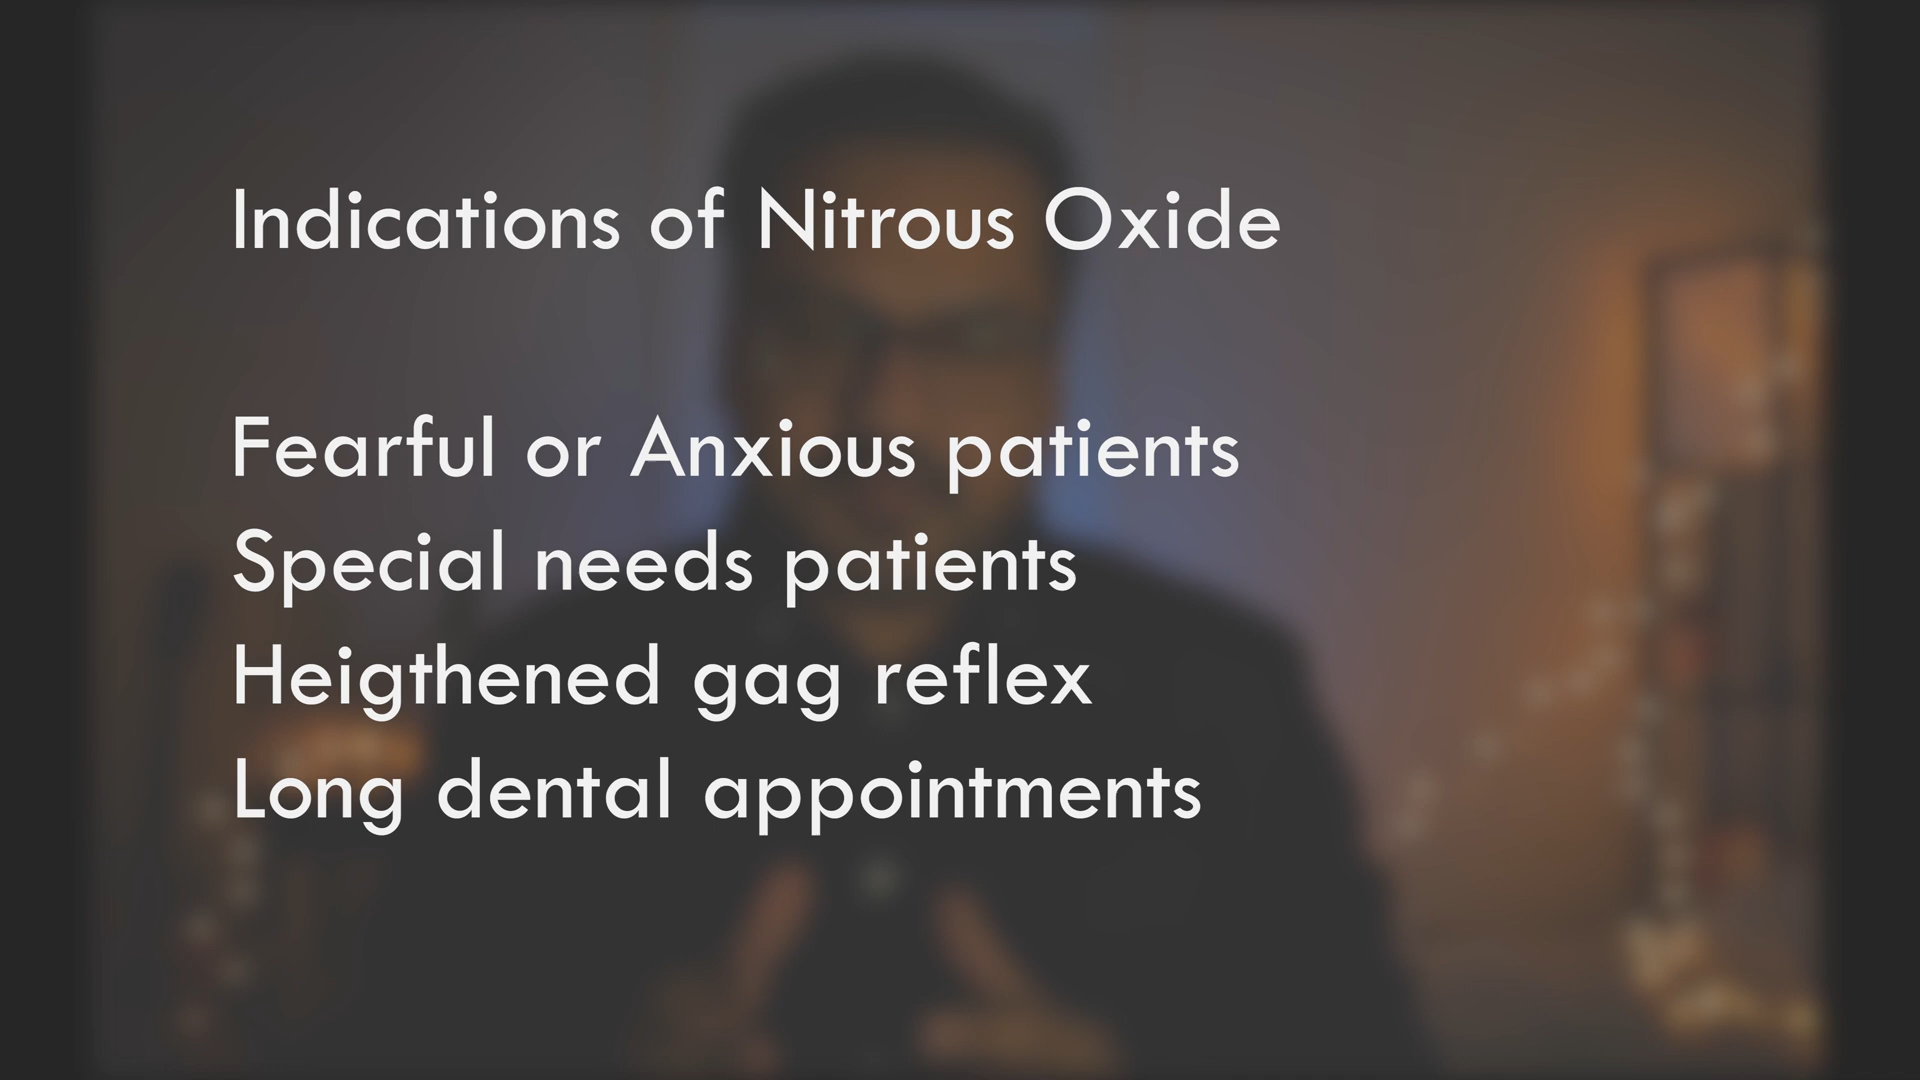 Indications of Nitrous Oxide
Fearful or Anxious patients
Special needs patients
Heigthened gag reflex
Long dental appointments